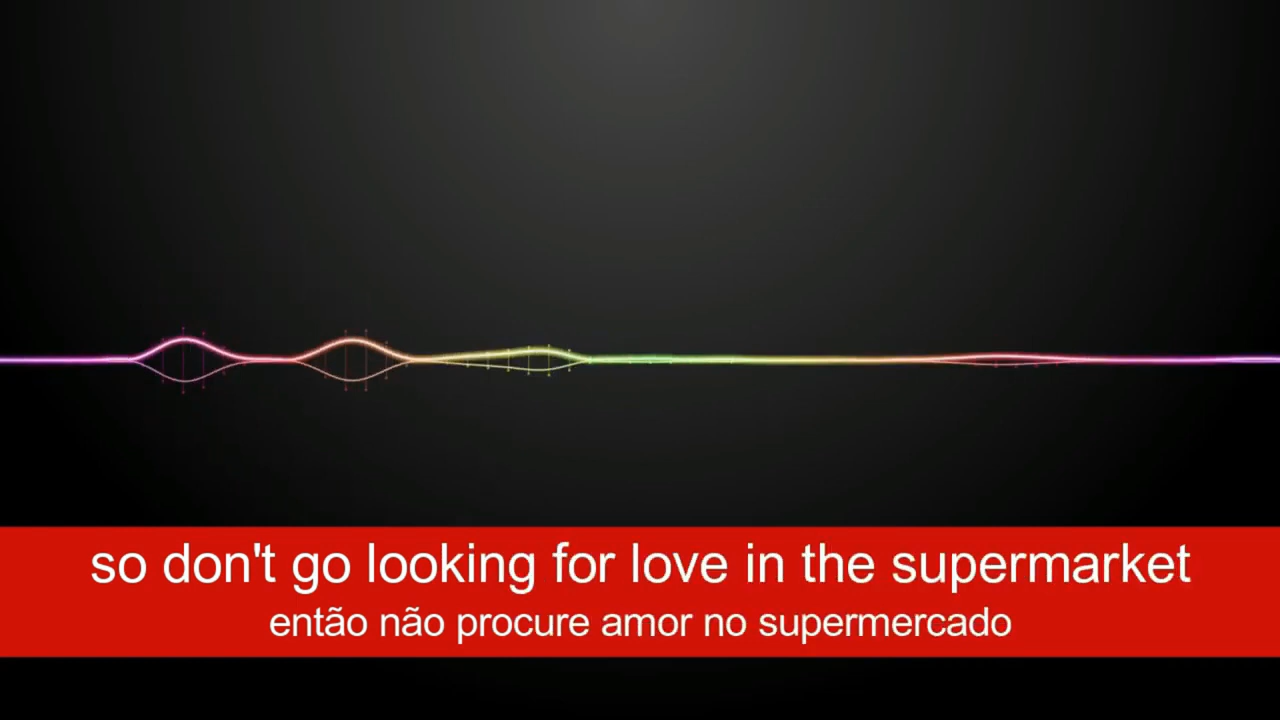 so don't go looking for love in the supermarket
então não procure amor no supermercado